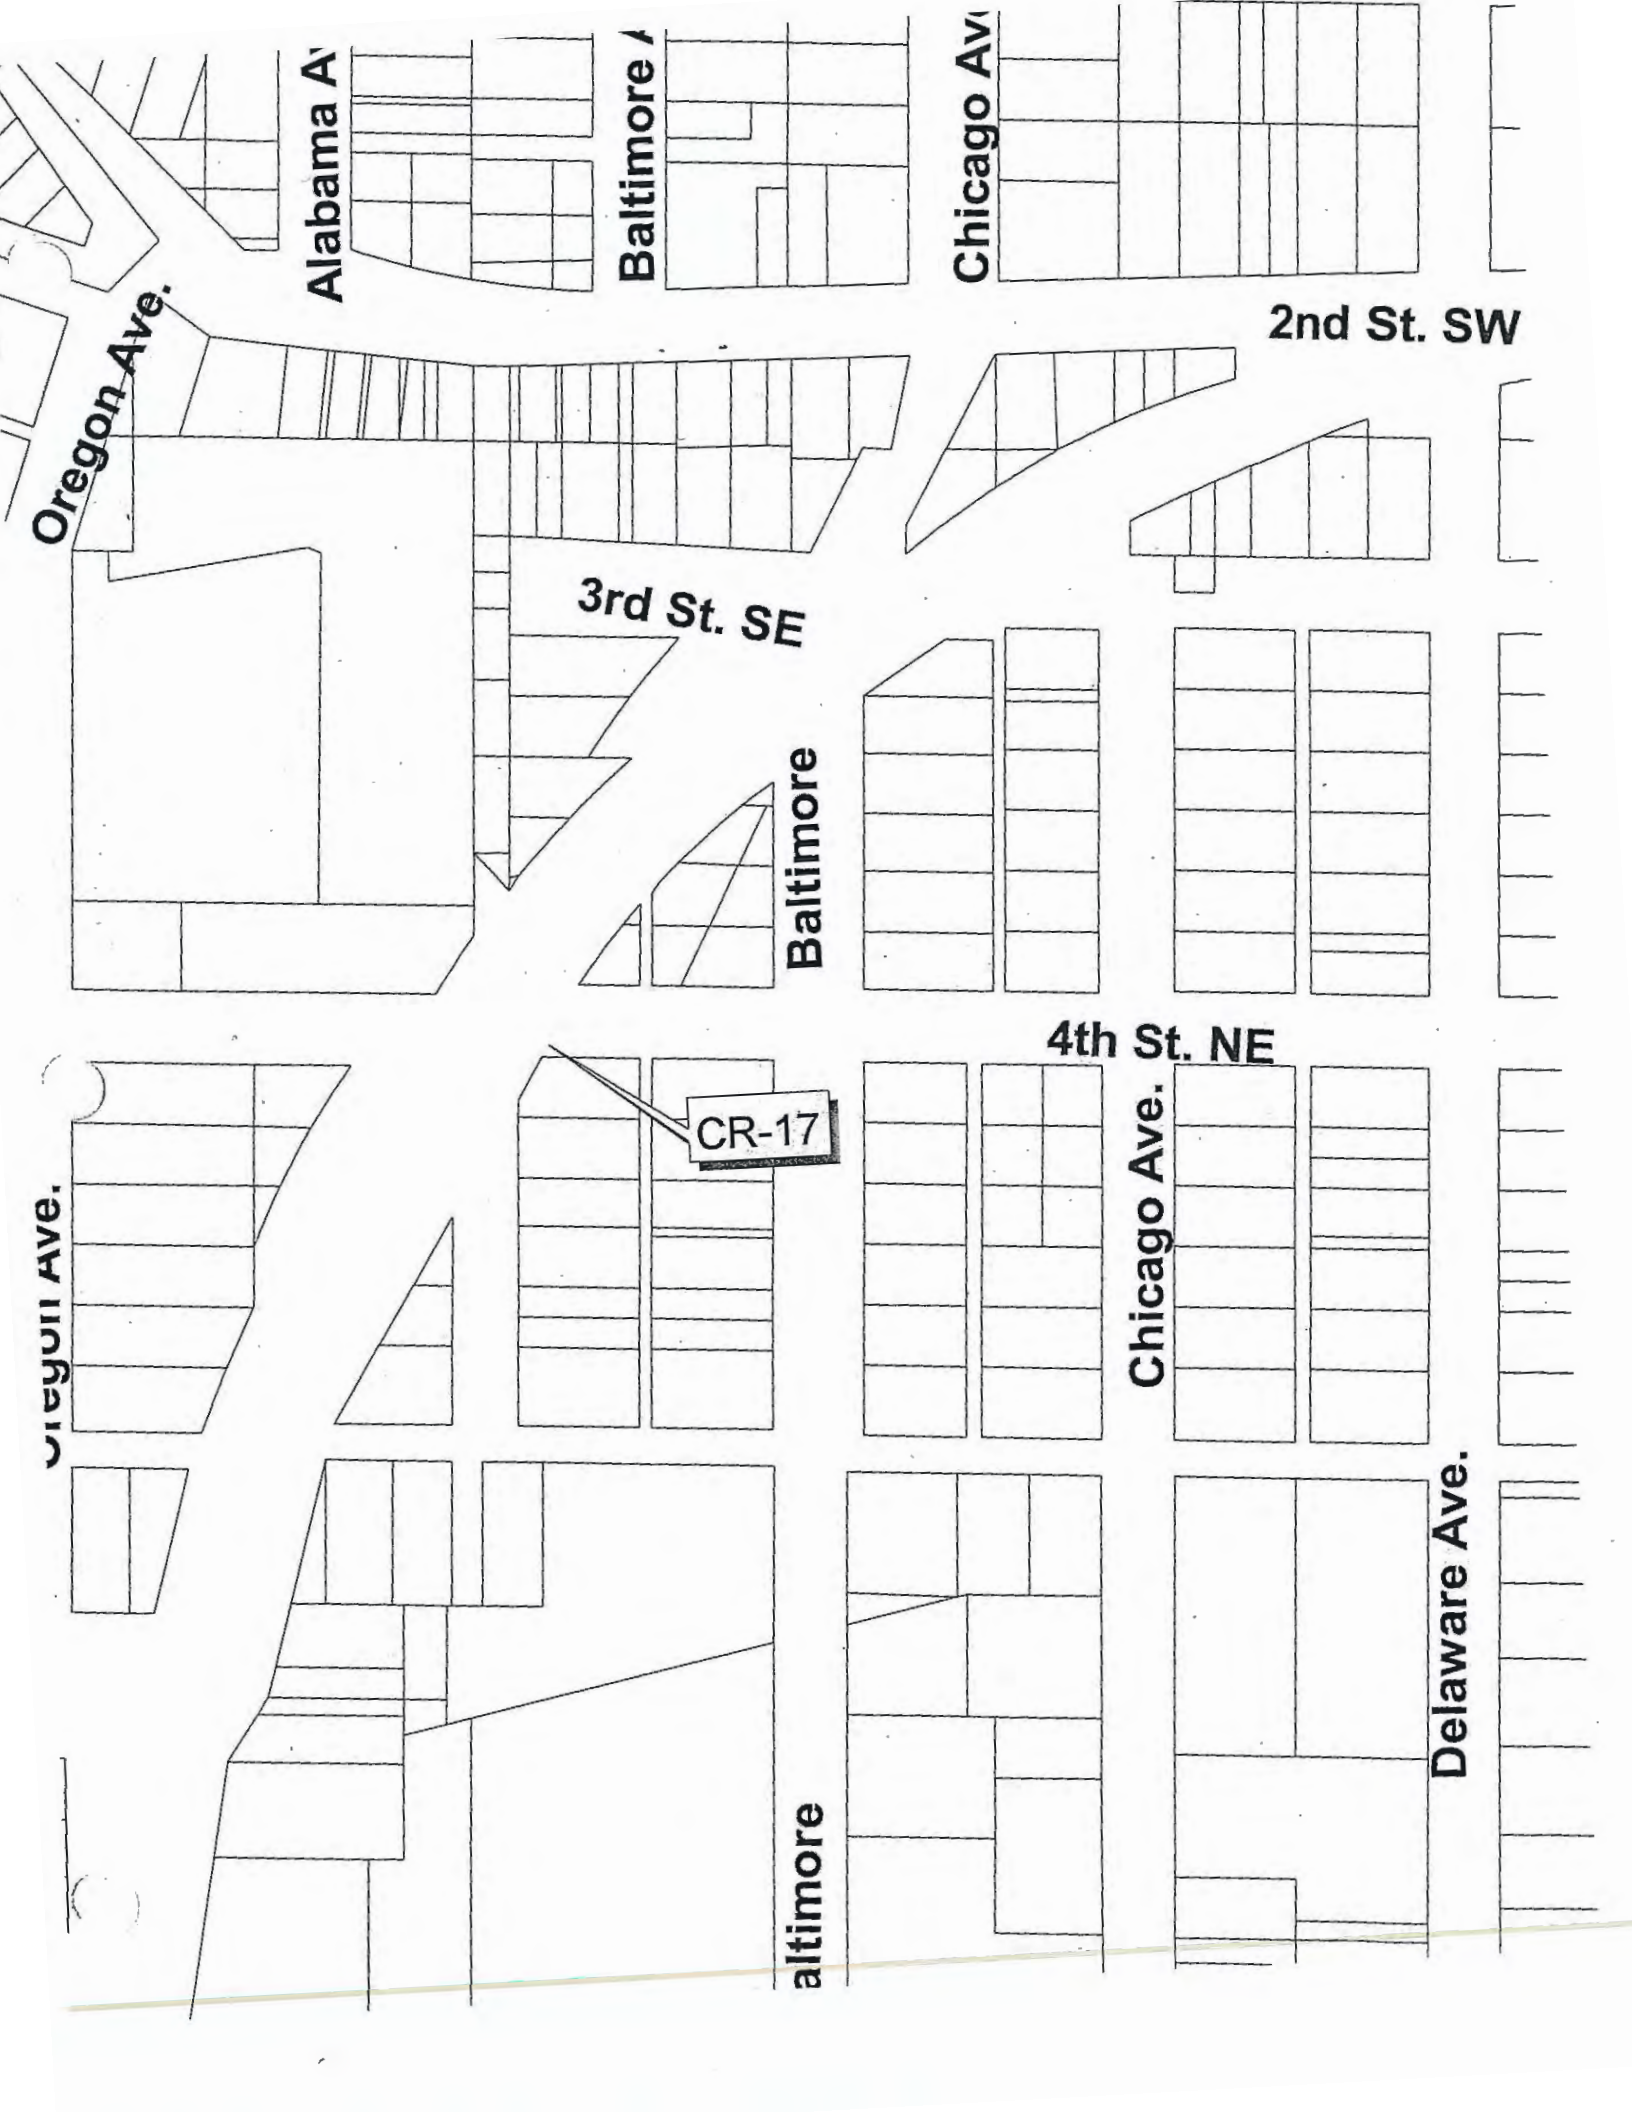 Alabama Av
Baltimore A
Chicago Av
2nd St. SW
Oregon Ave.
3rd St. SE
Baltimore
4th St. NE
CR-17
Chicago Ave.
Oregon Ave.
Delaware Ave.
altimore